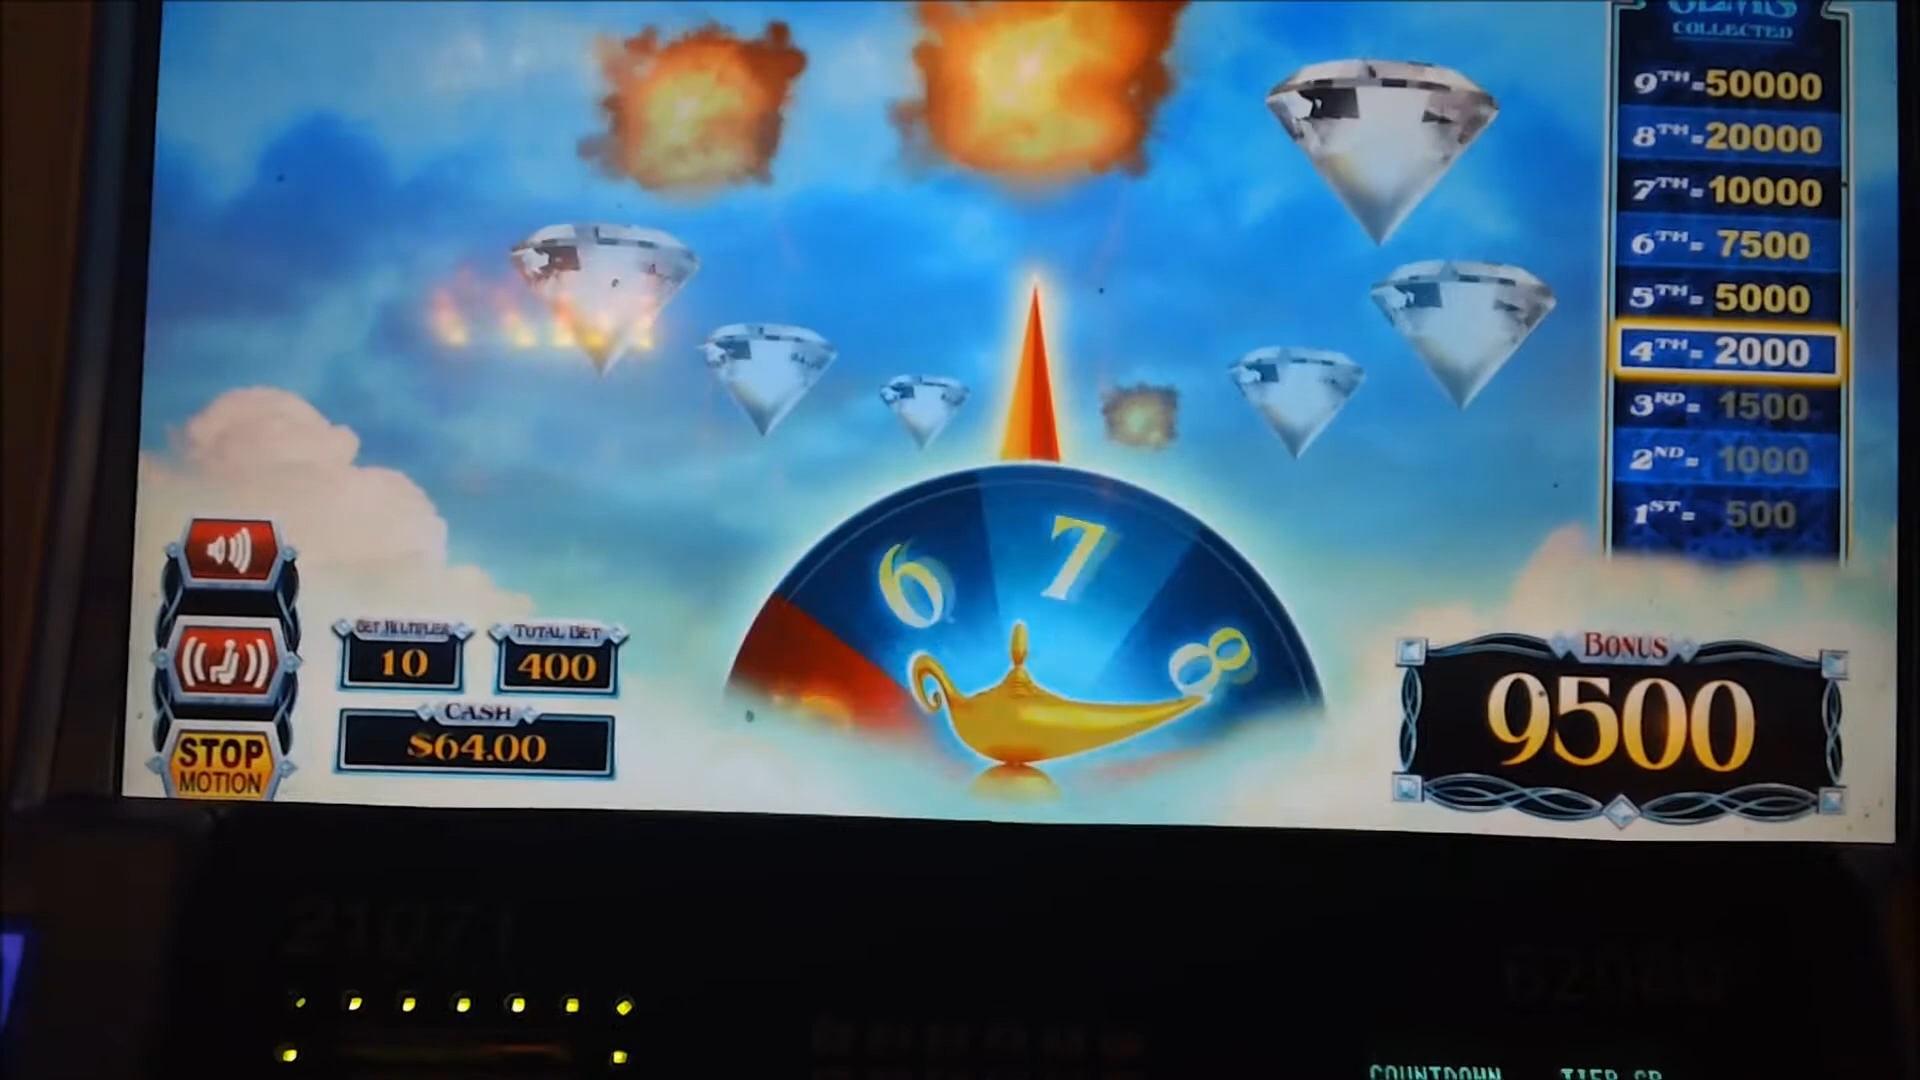 GEMS
COLLECTED
9TH=50000
8TH=20000
7TH=10000
6TH=7500
5TH=5000
4TH=2000
3RD=1500
2ND=1000
1ST=500
6
7
8
BET MULTIPLIER
10
TOTAL BET
400
CASH
$64.00
STOP
MOTION
BONUS
9500
COUNTDOWN